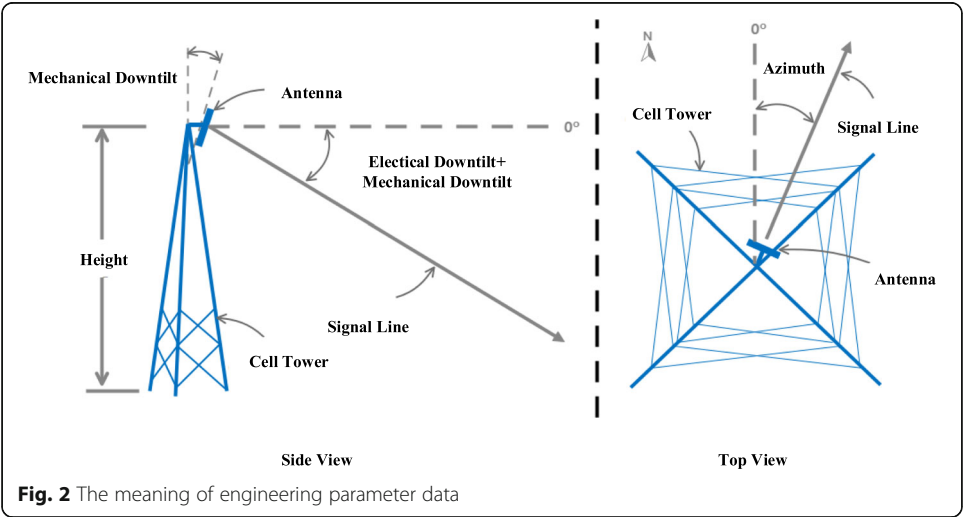 Mechanical Downtilt
Antenna
0°
Electical Downtilt+
Mechanical Downtilt
Height
Signal Line
Cell Tower
Side View
N
0°
Azimuth
Cell Tower
Signal Line
Antenna
Top View
Fig. 2 The meaning of engineering parameter data